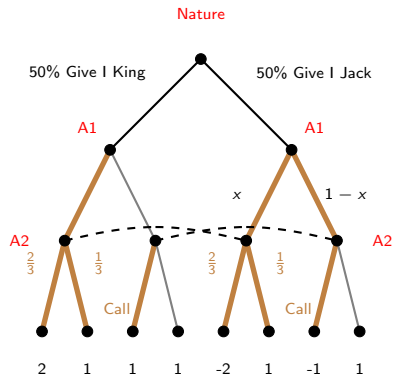 Nature
50% Give I King
50% Give I Jack
A1
A1
x
1 − x
A2
A2
2/3
1/3
2/3
1/3
Call
Call
2 1 1 1 -2 1 -1 1